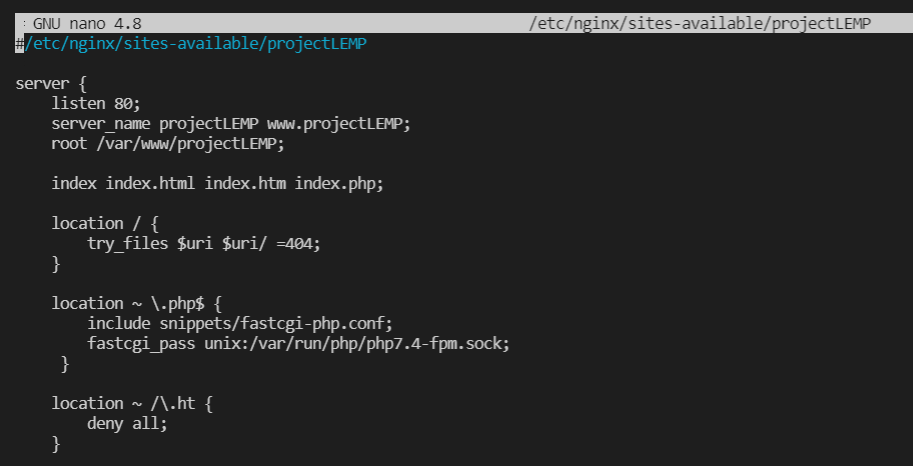 GNU nano 4.8 /etc/nginx/sites-available/projectLEMP
#/etc/nginx/sites-available/projectLEMP
server {
listen 80;
server_name projectLEMP www.projectLEMP;
root /var/www/projectLEMP;
index index.html index.htm index.php;
location / {
try_files $uri $uri/ =404;
}
location ~ \.php$ {
include snippets/fastcgi-php.conf;
fastcgi_pass unix:/var/run/php/php7.4-fpm.sock;
}
location ~ /\.ht {
deny all;
}